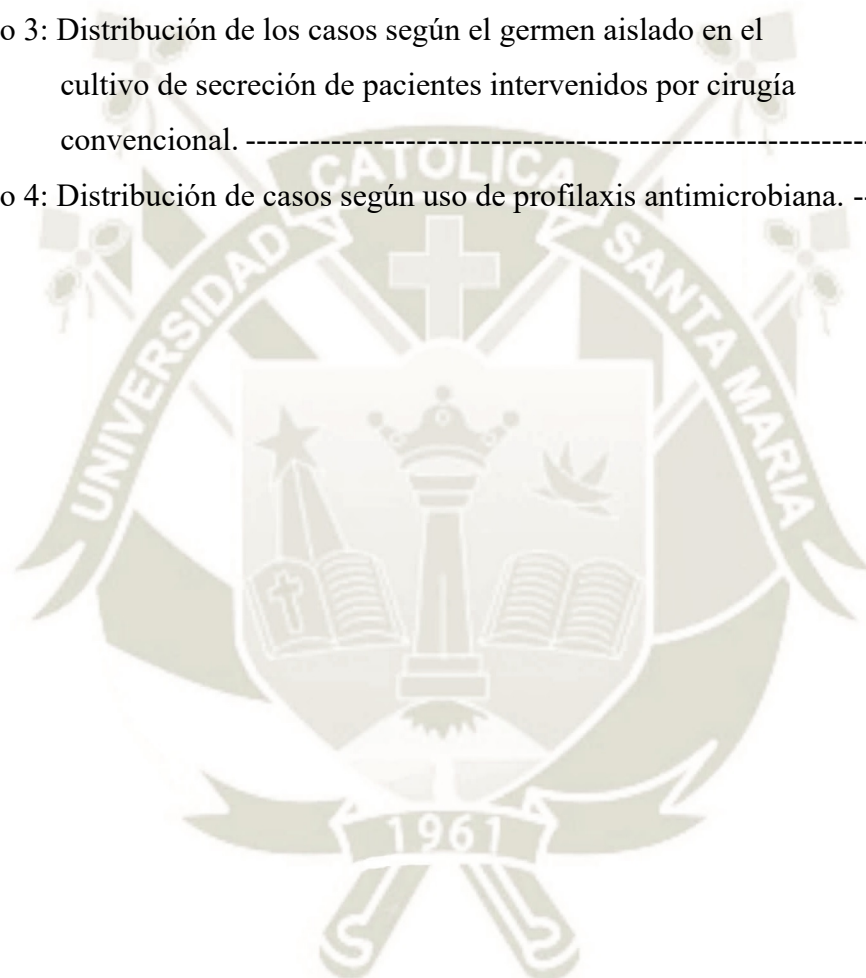 o 3: Distribución de los casos según el germen aislado en el
cultivo de secreción de pacientes intervenidos por cirugía
convencional. -----------------------------------------------------------
o 4: Distribución de casos según uso de profilaxis antimicrobiana. --
UNIVERSIDAD CATOLICA SANTA MARIA
1961